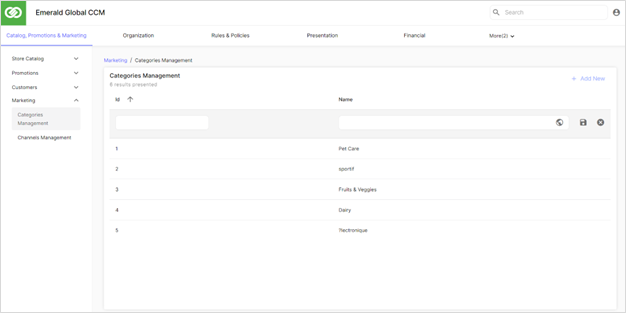 Emerald Global CCM
Search
Catalog, Promotions & Marketing
Organization
Rules & Policies
Presentation
Financial
More(2)
Store Catalog
Promotions
Customers
Marketing
Categories
Management
Channels Management
Marketing / Categories Management
Categories Management
8 results presented
+ Add New
Id
Name
1
Pet Care
2
sportif
3
Fruits & Veggies
4
Dairy
5